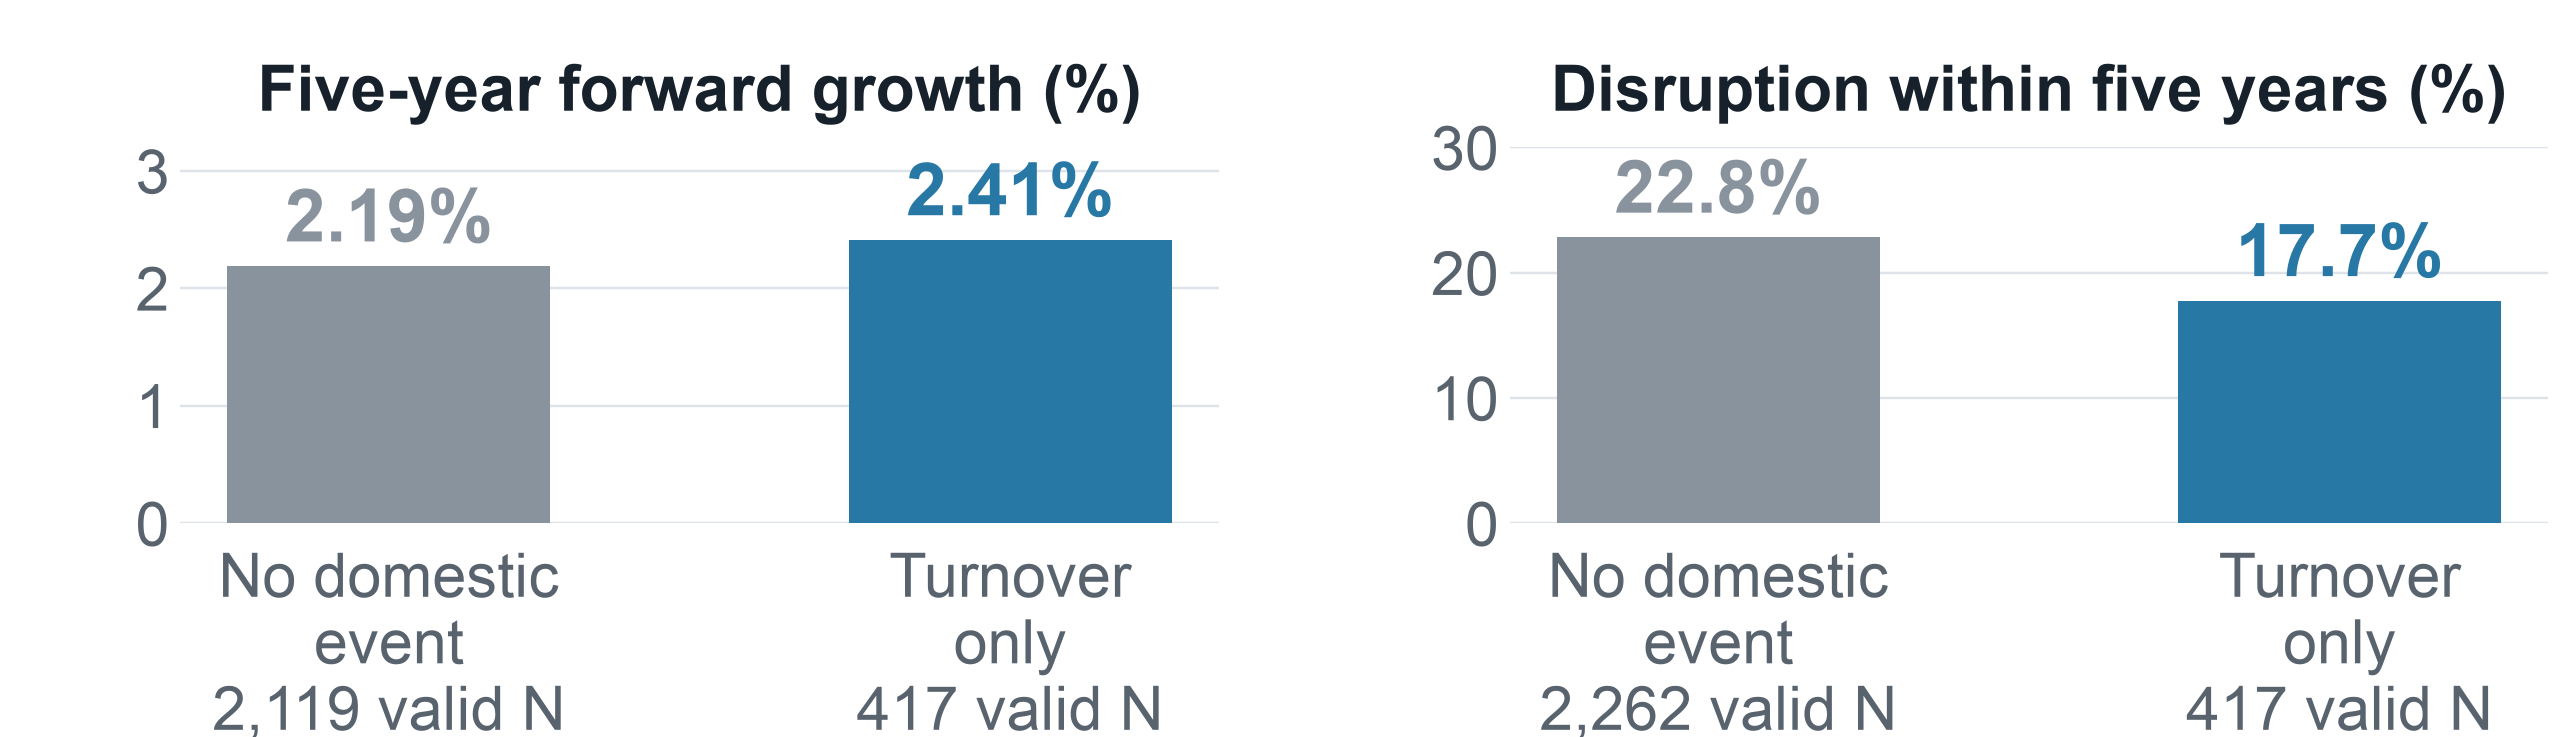 Five-year forward growth (%)
3
2
1
0
2.19%
2.41%
No domestic
event
2,119 valid N
Turnover
only
417 valid N
Disruption within five years (%)
30
20
10
0
22.8%
17.7%
No domestic
event
2,262 valid N
Turnover
only
417 valid N